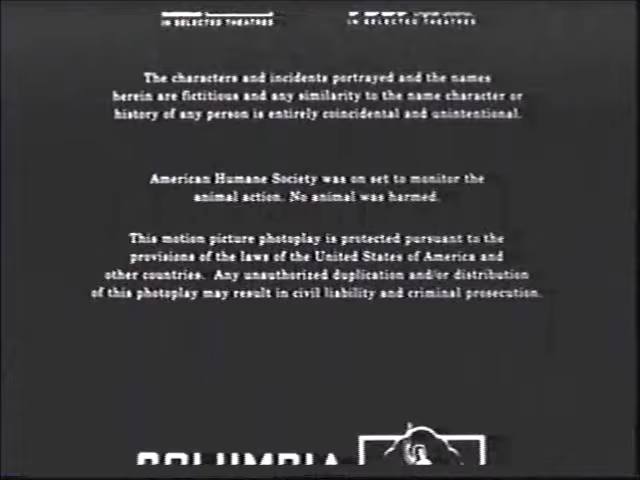 IN SELECTED THEATRES IN SELECTED THEATRES
The characters and incidents portrayed and the names
herein are fictitious and any similarity to the name character or
history of any person is entirely coincidental and unintentional.
American Humane Society was on set to monitor the
animal action. No animal was harmed.
This motion picture photoplay is protected pursuant to the
provisions of the laws of the United States of America and
other countries. Any unauthorized duplication and/or distribution
of this photoplay may result in civil liability and criminal prosecution.
COLUMBIA